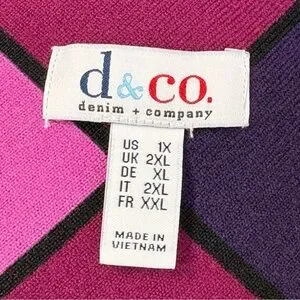 d&co.
denim + company
US 1X
UK 2XL
DE XL
IT 2XL
FR XXL
MADE IN
VIETNAM